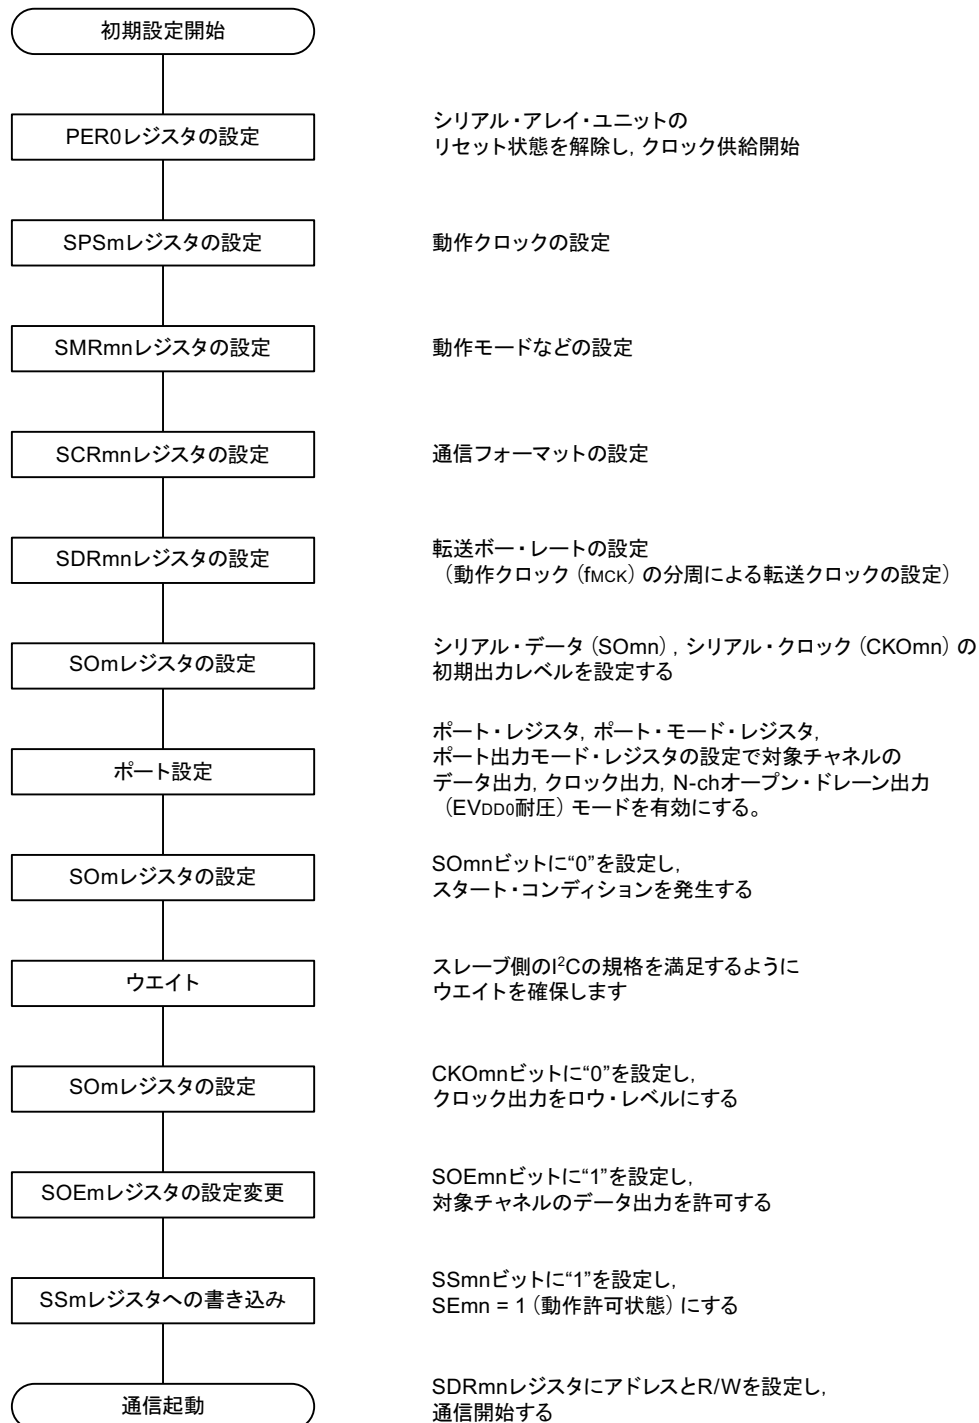 初期設定開始
PER0レジスタの設定
シリアル・アレイ・ユニットの
リセット状態を解除し, クロック供給開始
SPSmレジスタの設定
動作クロックの設定
SMRmnレジスタの設定
動作モードなどの設定
SCRmnレジスタの設定
通信フォーマットの設定
SDRmnレジスタの設定
転送ボー・レートの設定
(動作クロック (fMCK) の分周による転送クロックの設定)
SOmレジスタの設定
シリアル・データ (SOmn) , シリアル・クロック (CKOmn) の
初期出力レベルを設定する
ポート設定
ポート・レジスタ, ポート・モード・レジスタ,
ポート出力モード・レジスタの設定で対象チャネルの
データ出力, クロック出力, N-chオープン・ドレーン出力
(EVDD0耐圧) モードを有効にする。
SOmレジスタの設定
SOmnビットに“0”を設定し,
スタート・コンディションを発生する
ウエイト
スレーブ側のI²Cの規格を満足するように
ウエイトを確保します
SOmレジスタの設定
CKOmnビットに“0”を設定し,
クロック出力をロウ・レベルにする
SOEmレジスタの設定変更
SOEmnビットに“1”を設定し,
対象チャネルのデータ出力を許可する
SSmレジスタへの書き込み
SSmnビットに“1”を設定し,
SEmn = 1 (動作許可状態) にする
通信起動
SDRmnレジスタにアドレスとR/Wを設定し,
通信開始する